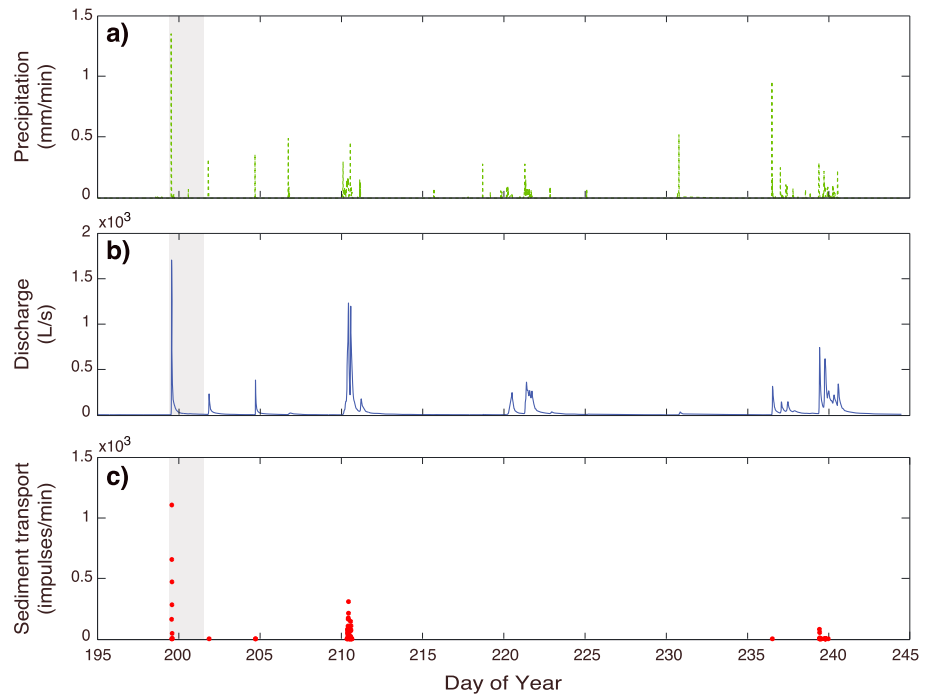 a)
1.5
1
0.5
0
Precipitation
(mm/min)
x10³
b)
2
1.5
1
0.5
0
Discharge
(L/s)
x10³
c)
1.5
1
0.5
0
Sediment transport
(impulses/min)
195 200 205 210 215 220 225 230 235 240 245
Day of Year